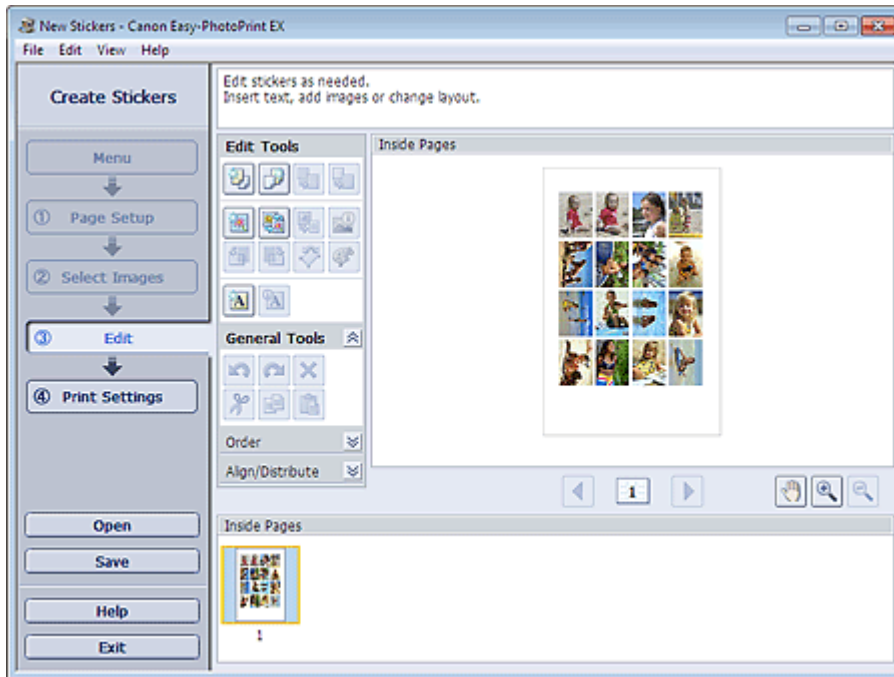 New Stickers - Canon Easy-PhotoPrint EX
File Edit View Help
Create Stickers
Edit stickers as needed.
Insert text, add images or change layout.
Menu
① Page Setup
② Select Images
③ Edit
④ Print Settings
Open
Save
Help
Exit
Edit Tools
A A
General Tools
Order
Align/Distribute
Inside Pages
1
Inside Pages
1